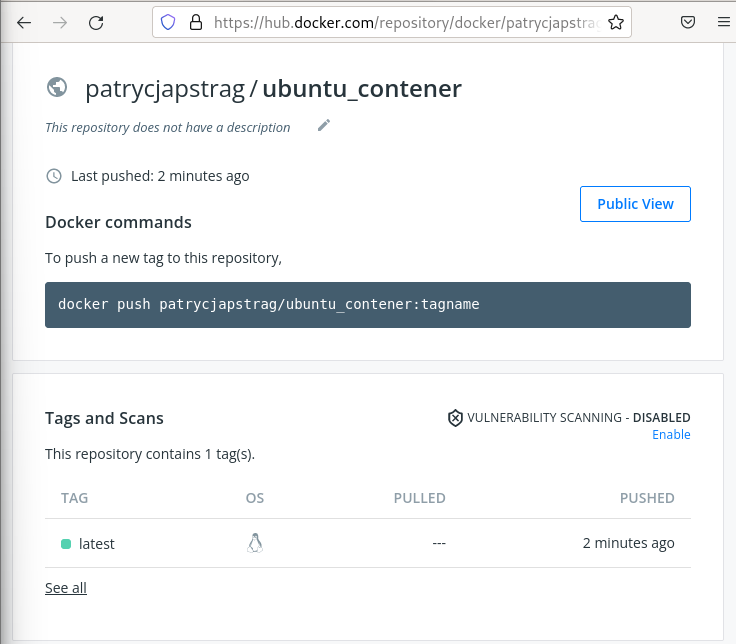 https://hub.docker.com/repository/docker/patrycjapstrag
patrycjapstrag / ubuntu_contener
This repository does not have a description
Last pushed: 2 minutes ago
Public View
Docker commands
To push a new tag to this repository,
docker push patrycjapstrag/ubuntu_contener:tagname
Tags and Scans
VULNERABILITY SCANNING - DISABLED
Enable
This repository contains 1 tag(s).
TAG OS PULLED PUSHED
latest --- 2 minutes ago
See all